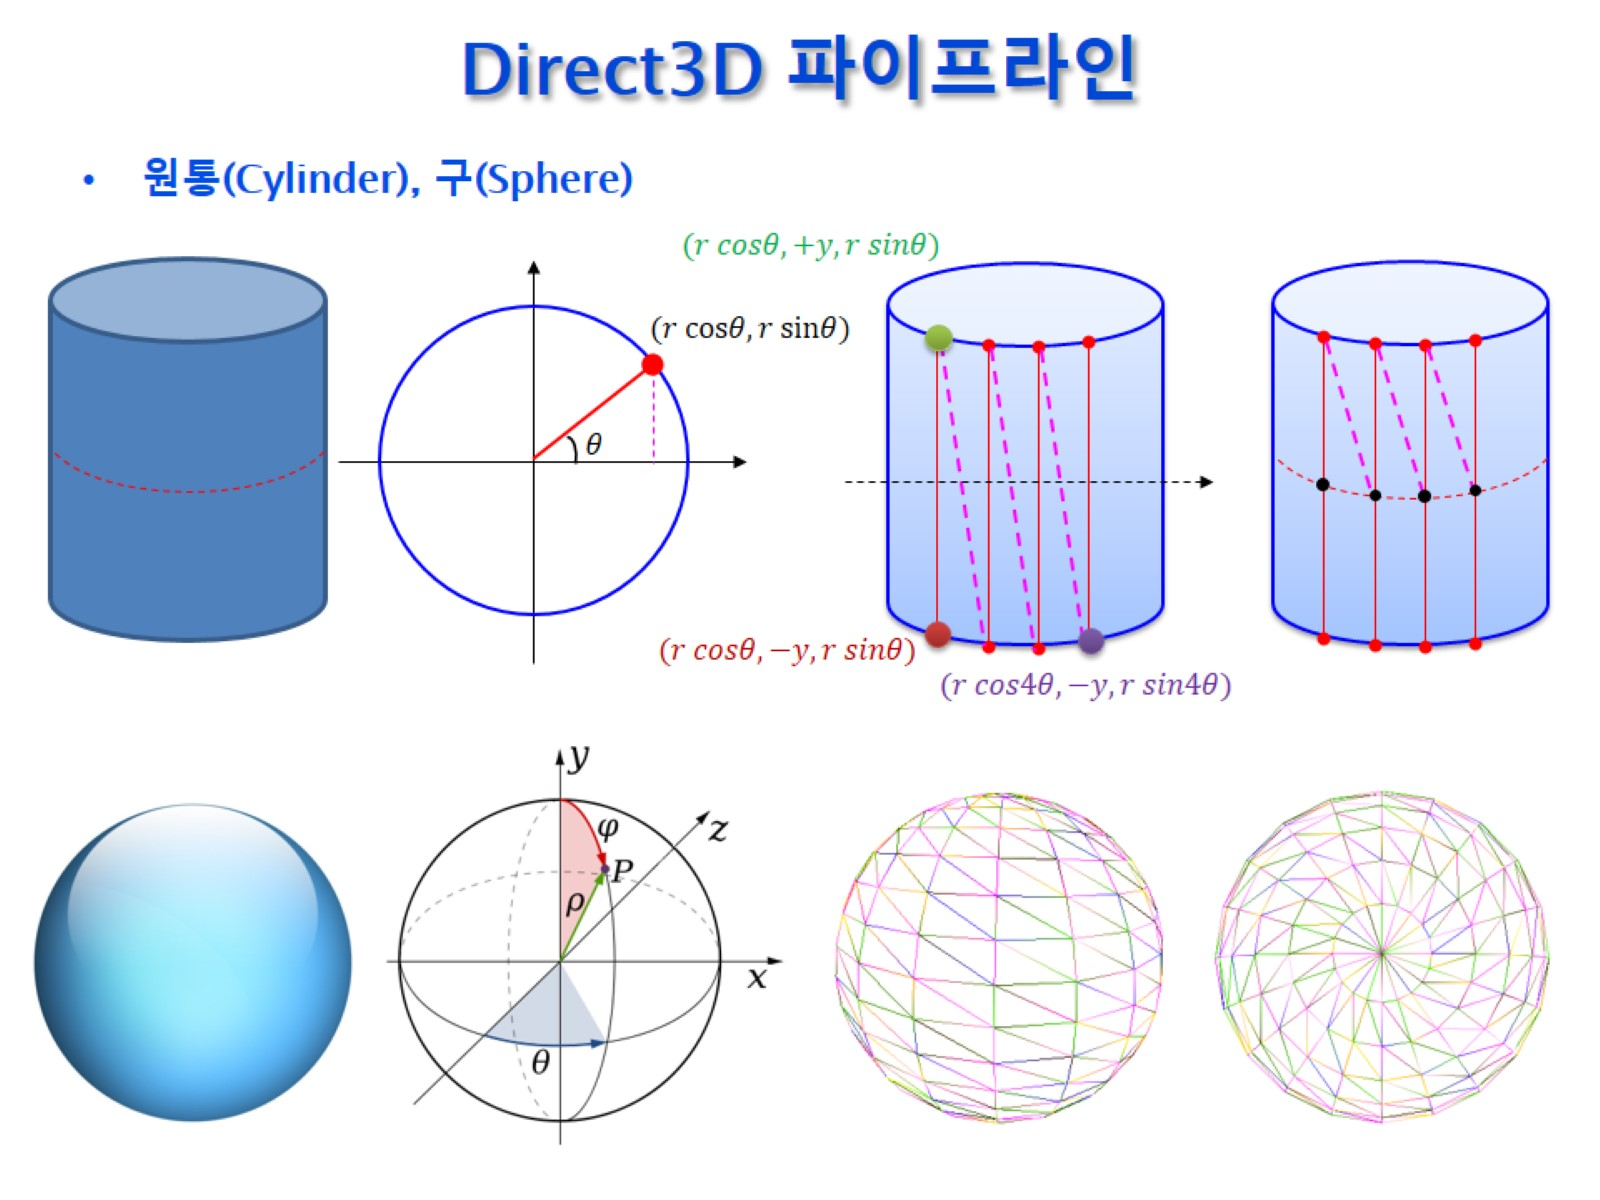 Direct3D 파이프라인
• 원통(Cylinder), 구(Sphere)
(r cosθ, +y, r sinθ)
(r cosθ, r sinθ)
θ
(r cosθ, −y, r sinθ)
(r cos4θ, −y, r sin4θ)
y
φ
z
P
ρ
x
θ